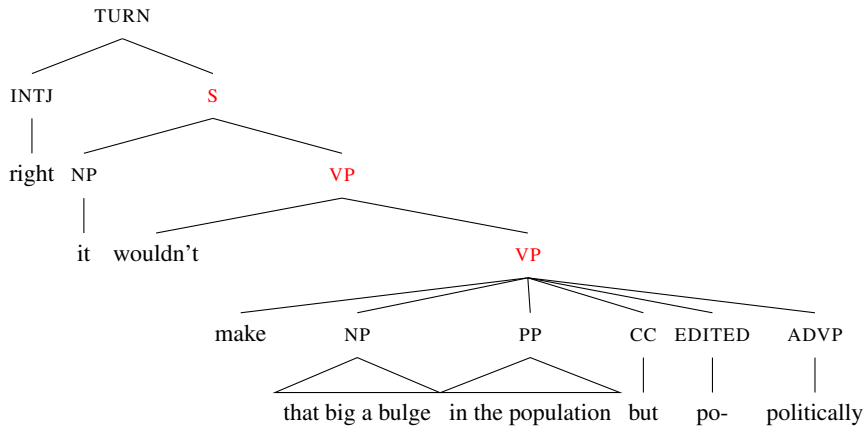 TURN
INTJ S
right NP VP
it wouldn't VP
make NP PP CC EDITED ADVP
that big a bulge in the population but po- politically